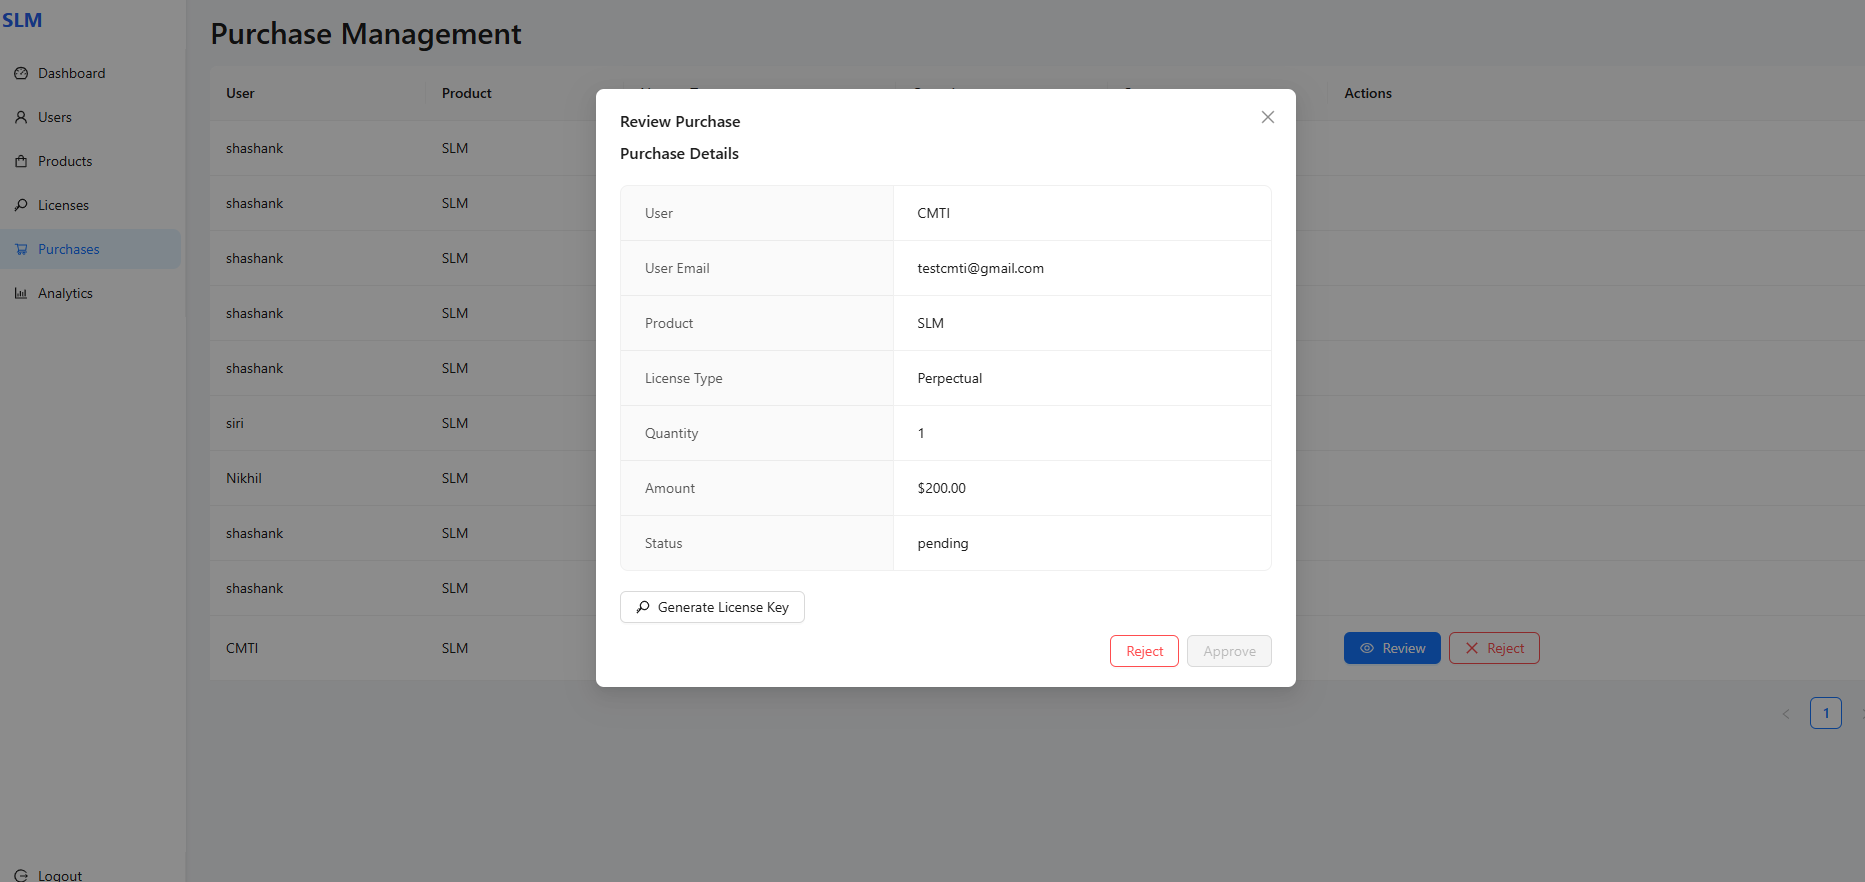 SLM
Dashboard
Users
Products
Licenses
Purchases
Analytics
Logout
Purchase Management
User Product Actions
shashank SLM
shashank SLM
shashank SLM
shashank SLM
shashank SLM
siri SLM
Nikhil SLM
shashank SLM
shashank SLM
CMTI SLM Review Reject
1
Review Purchase
Purchase Details
User CMTI
User Email testcmti@gmail.com
Product SLM
License Type Perpectual
Quantity 1
Amount $200.00
Status pending
Generate License Key
Reject Approve